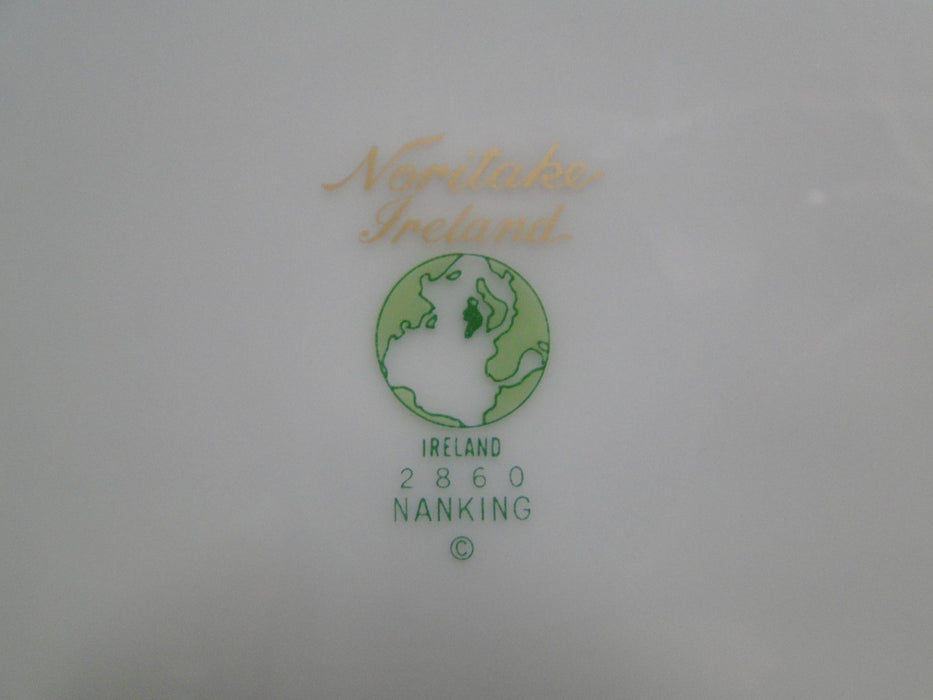 Noritake
Ireland
IRELAND
2860
NANKING
©